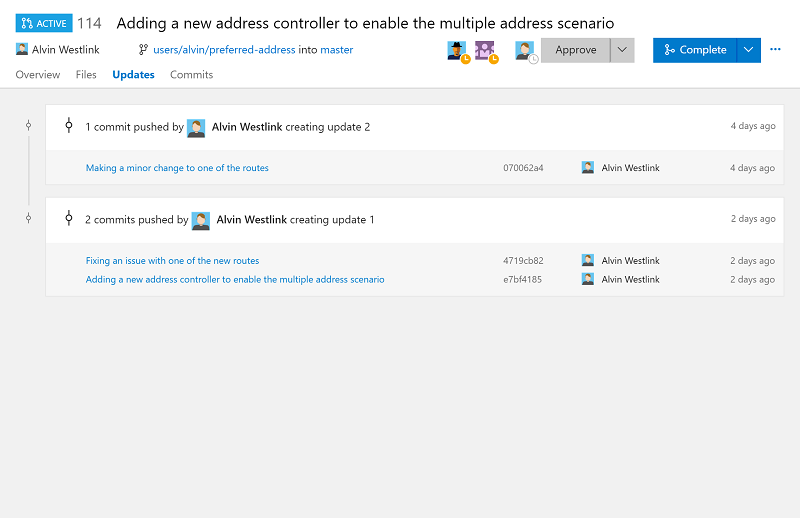 ACTIVE 114 Adding a new address controller to enable the multiple address scenario
Alvin Westlink users/alvin/preferred-address into master Approve Complete
Overview Files Updates Commits
1 commit pushed by Alvin Westlink creating update 2 4 days ago
Making a minor change to one of the routes 070062a4 Alvin Westlink 4 days ago
2 commits pushed by Alvin Westlink creating update 1 2 days ago
Fixing an issue with one of the new routes 4719cb82 Alvin Westlink 2 days ago
Adding a new address controller to enable the multiple address scenario e7bf4185 Alvin Westlink 2 days ago